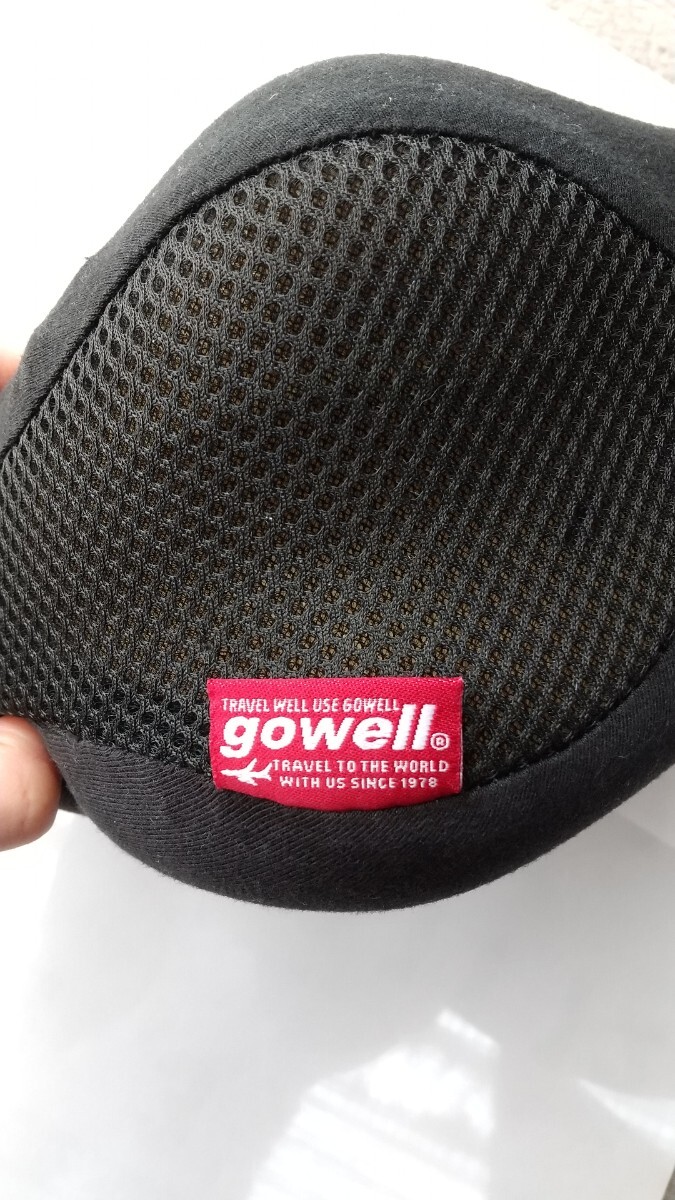 TRAVEL WELL USE GOWELL
gowell®
TRAVEL TO THE WORLD
WITH US SINCE 1978